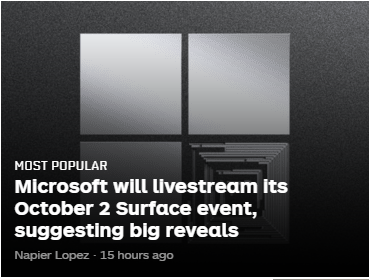 MOST POPULAR
Microsoft will livestream its
October 2 Surface event,
suggesting big reveals
Napier Lopez · 15 hours ago